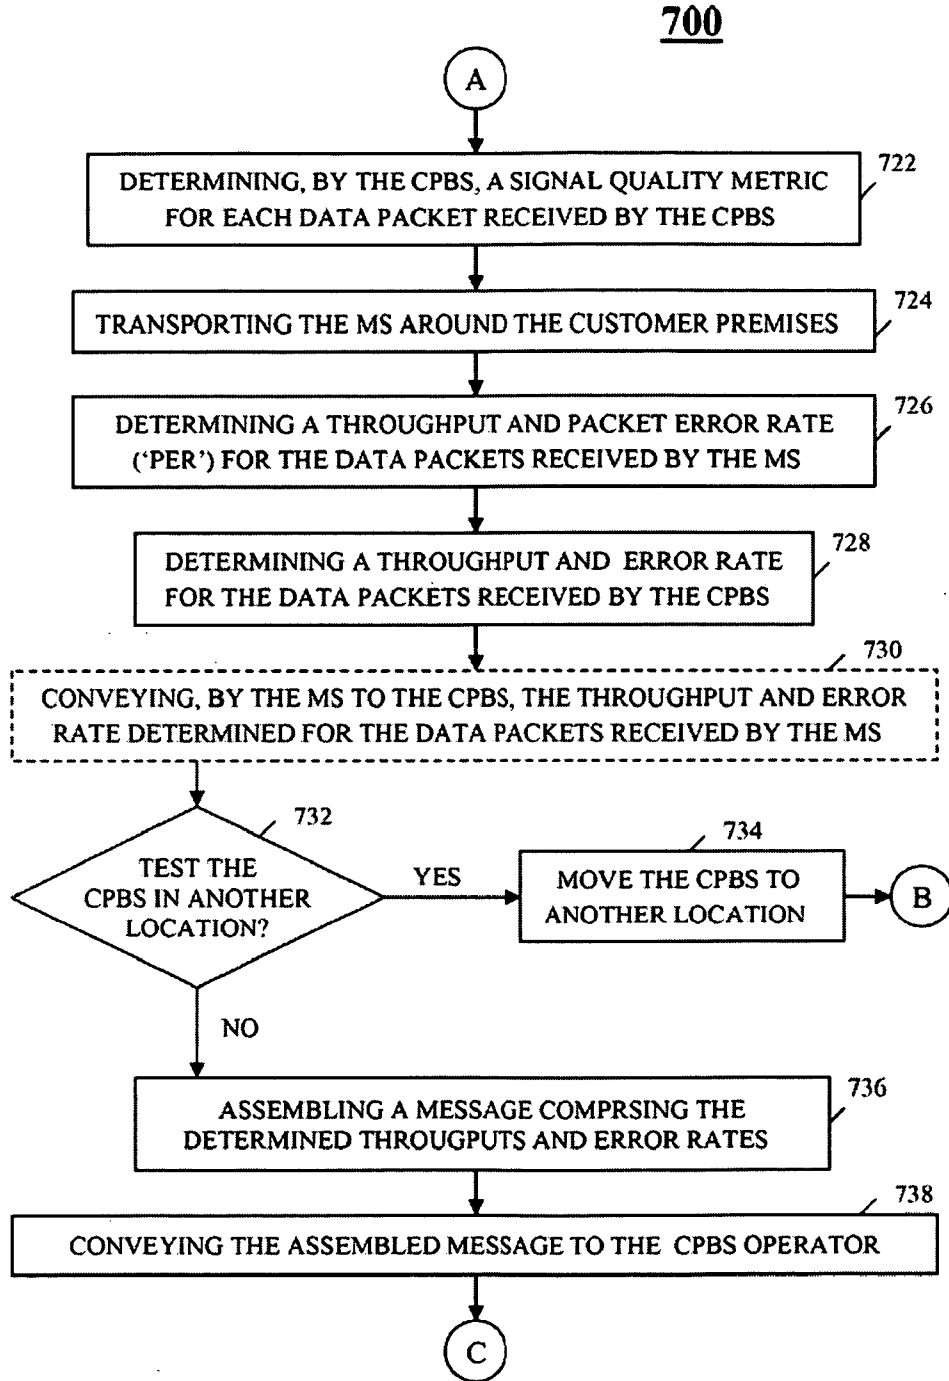 700
A
722
DETERMINING, BY THE CPBS, A SIGNAL QUALITY METRIC
FOR EACH DATA PACKET RECEIVED BY THE CPBS
724
TRANSPORTING THE MS AROUND THE CUSTOMER PREMISES
726
DETERMINING A THROUGHPUT AND PACKET ERROR RATE
(‘PER’) FOR THE DATA PACKETS RECEIVED BY THE MS
728
DETERMINING A THROUGHPUT AND ERROR RATE
FOR THE DATA PACKETS RECEIVED BY THE CPBS
730
CONVEYING, BY THE MS TO THE CPBS, THE THROUGHPUT AND ERROR
RATE DETERMINED FOR THE DATA PACKETS RECEIVED BY THE MS
732
TEST THE
CPBS IN ANOTHER
LOCATION?
YES
734
MOVE THE CPBS TO
ANOTHER LOCATION
B
NO
736
ASSEMBLING A MESSAGE COMPRSING THE
DETERMINED THROUGPUTS AND ERROR RATES
738
CONVEYING THE ASSEMBLED MESSAGE TO THE CPBS OPERATOR
C